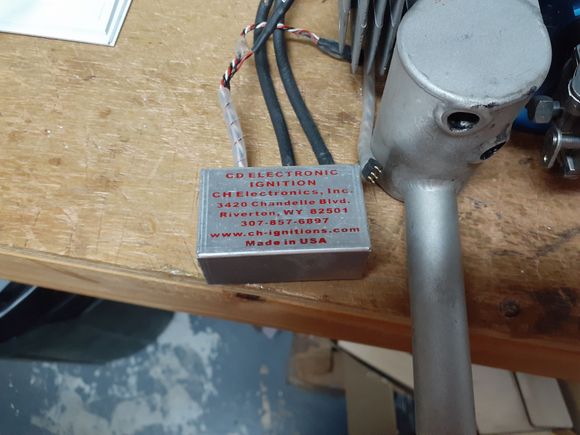 CD ELECTRONIC
IGNITION
CH Electronics, Inc.
3420 Chandelle Blvd.
Riverton, WY 82501
307-857-6897
www.ch-ignitions.com
Made in USA